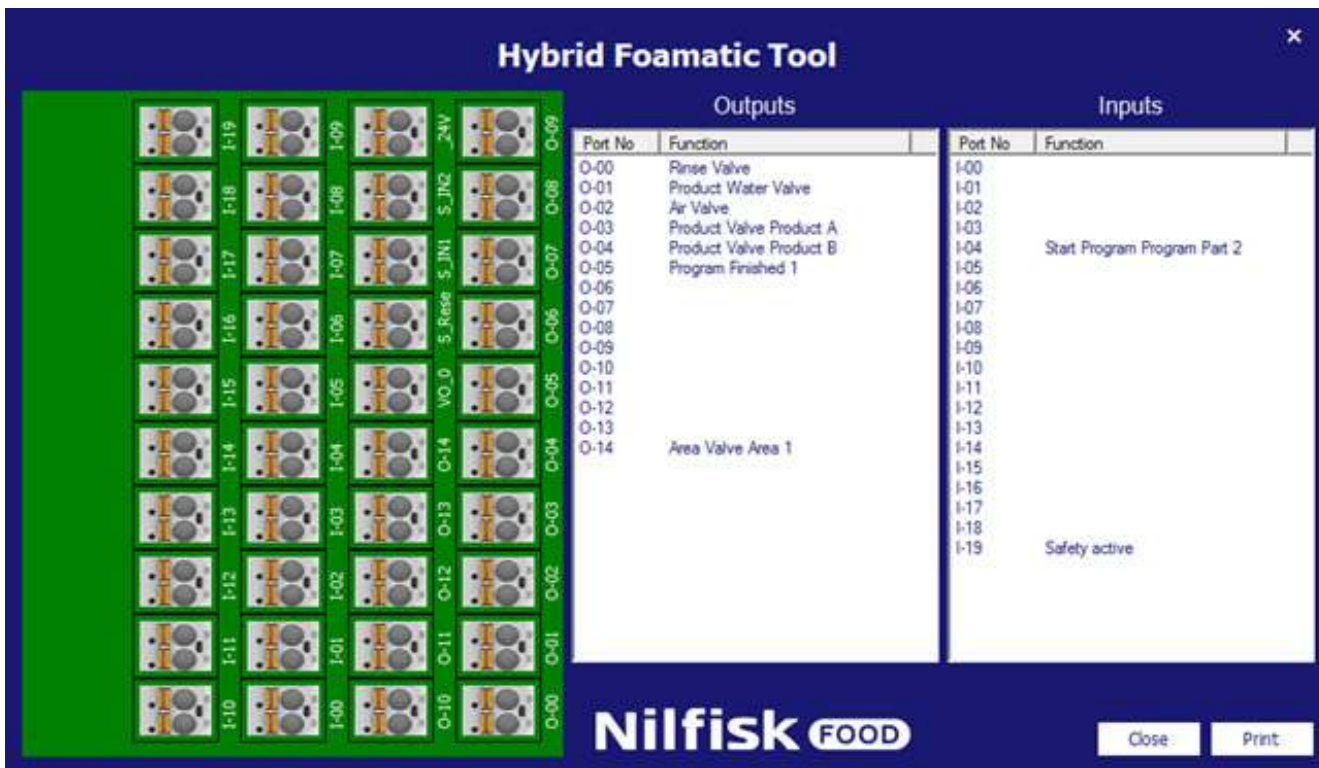 Hybrid Foamatic Tool
×
I-19 I-09 _24V O-09
I-18 I-08 S_IN2 O-08
I-17 I-07 S_IN1 O-07
I-16 I-06 S_Rese O-06
I-15 I-05 VO_0 O-05
I-14 I-04 O-14 O-04
I-13 I-03 O-13 O-03
I-12 I-02 O-12 O-02
I-11 I-01 O-11 O-01
I-10 I-00 O-10 O-00
Outputs
Port No Function
O-00 Rinse Valve
O-01 Product Water Valve
O-02 Air Valve
O-03 Product Valve Product A
O-04 Product Valve Product B
O-05 Program Finished 1
O-06
O-07
O-08
O-09
O-10
O-11
O-12
O-13
O-14 Area Valve Area 1
Inputs
Port No Function
I-00
I-01
I-02
I-03
I-04 Start Program Program Part 2
I-05
I-06
I-07
I-08
I-09
I-10
I-11
I-12
I-13
I-14
I-15
I-16
I-17
I-18
I-19 Safety active
Nilfisk FOOD
Close Print